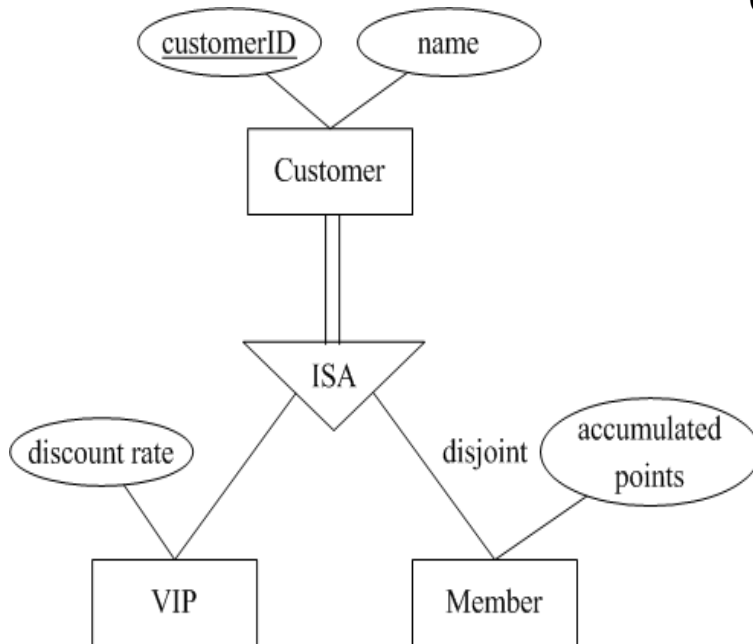 customerID
name
Customer
ISA
discount rate
disjoint
accumulated
points
VIP
Member